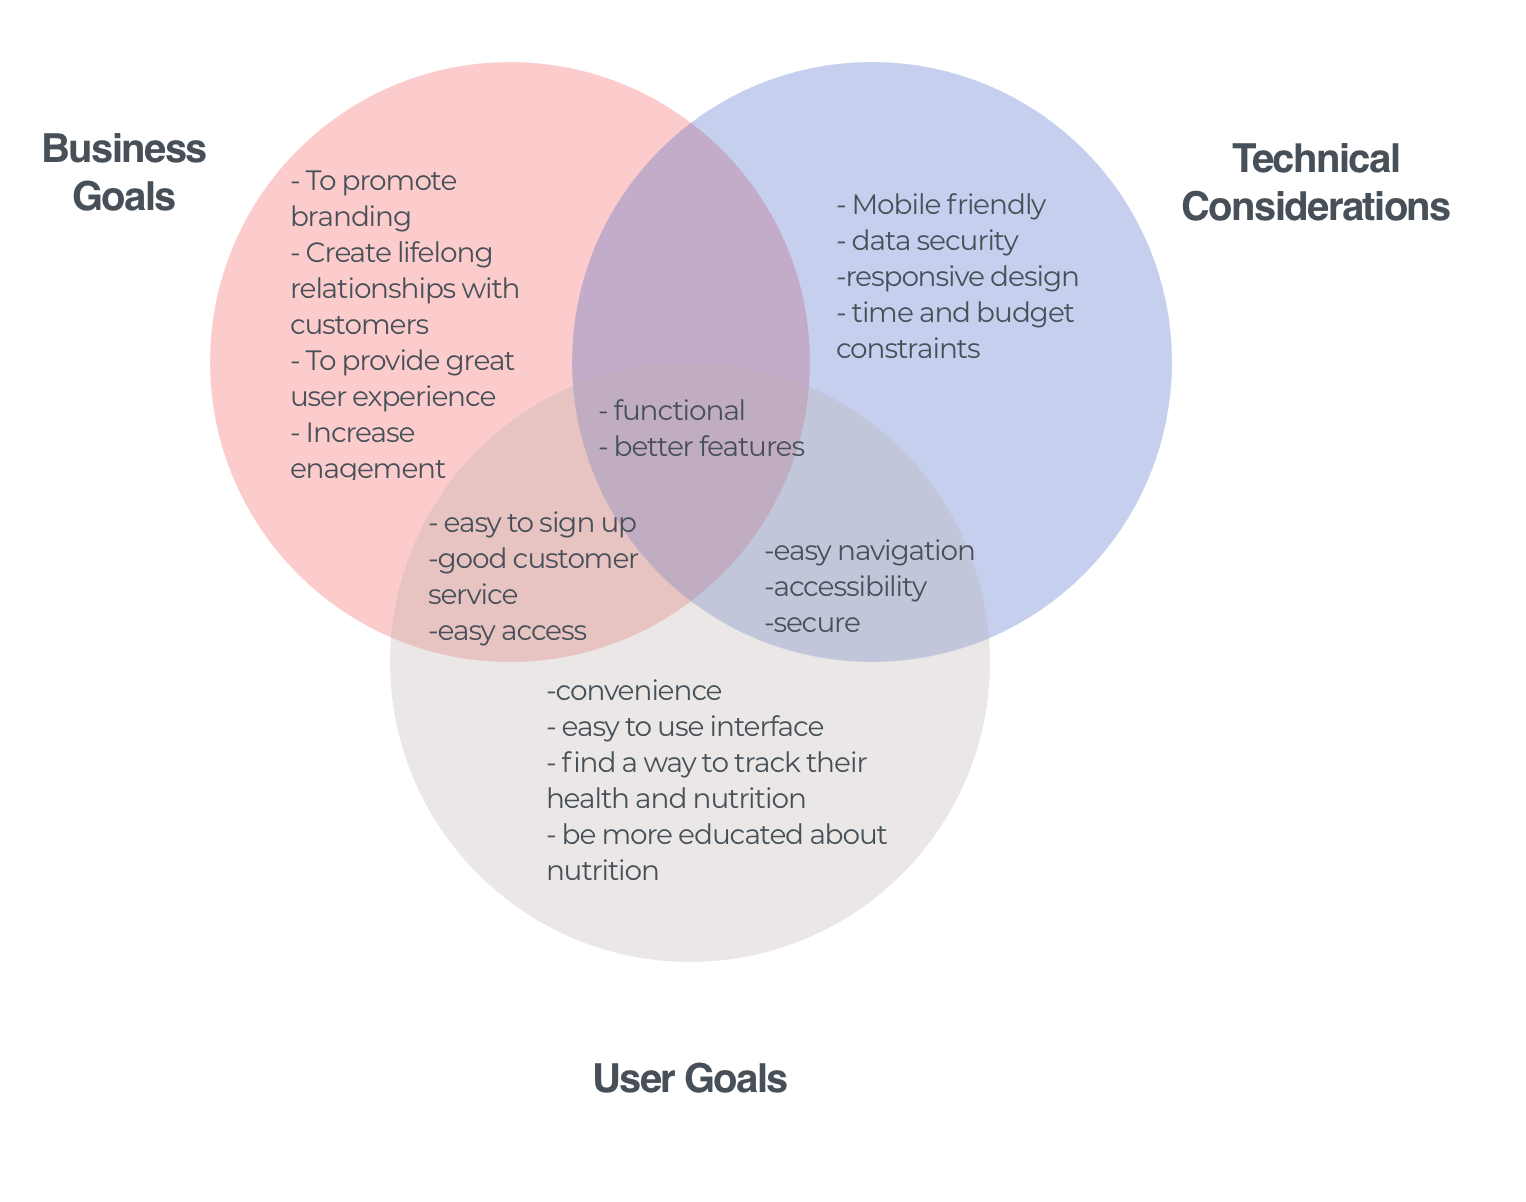 Business
Goals
Technical
Considerations
- To promote
branding
- Create lifelong
relationships with
customers
- To provide great
user experience
- Increase
enagement
- Mobile friendly
- data security
-responsive design
- time and budget
constraints
- functional
- better features
- easy to sign up
-good customer
service
-easy access
-easy navigation
-accessibility
-secure
-convenience
- easy to use interface
- find a way to track their
health and nutrition
- be more educated about
nutrition
User Goals